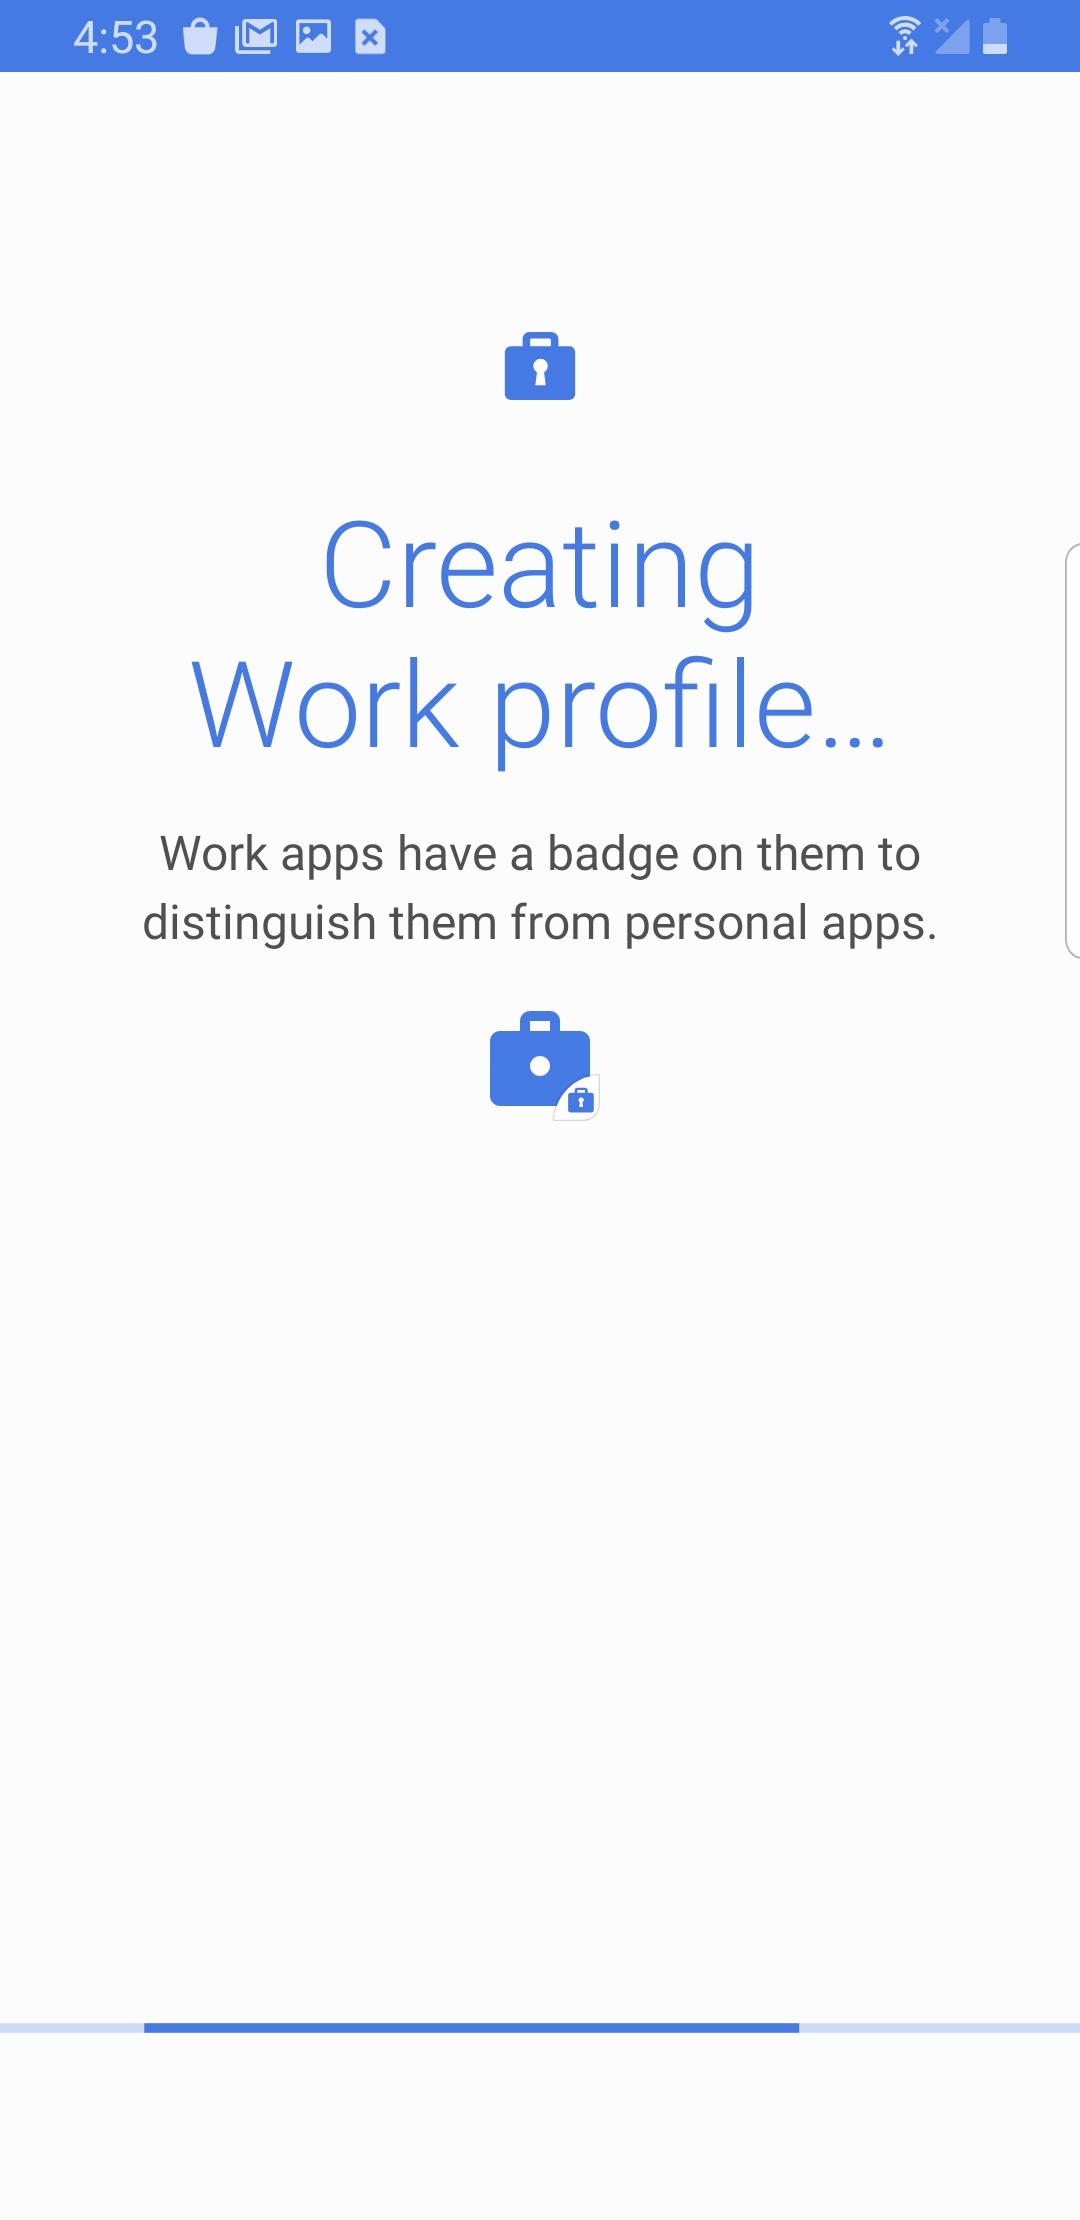 4:53
Creating
Work profile...
Work apps have a badge on them to
distinguish them from personal apps.